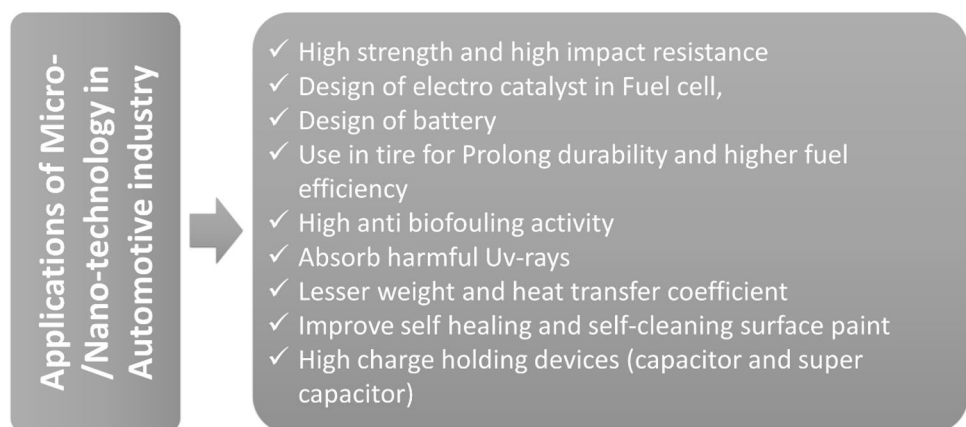 Applications of Micro-
/Nano-technology in
Automotive industry
✓ High strength and high impact resistance
✓ Design of electro catalyst in Fuel cell,
✓ Design of battery
✓ Use in tire for Prolong durability and higher fuel
efficiency
✓ High anti biofouling activity
✓ Absorb harmful Uv-rays
✓ Lesser weight and heat transfer coefficient
✓ Improve self healing and self-cleaning surface paint
✓ High charge holding devices (capacitor and super
capacitor)